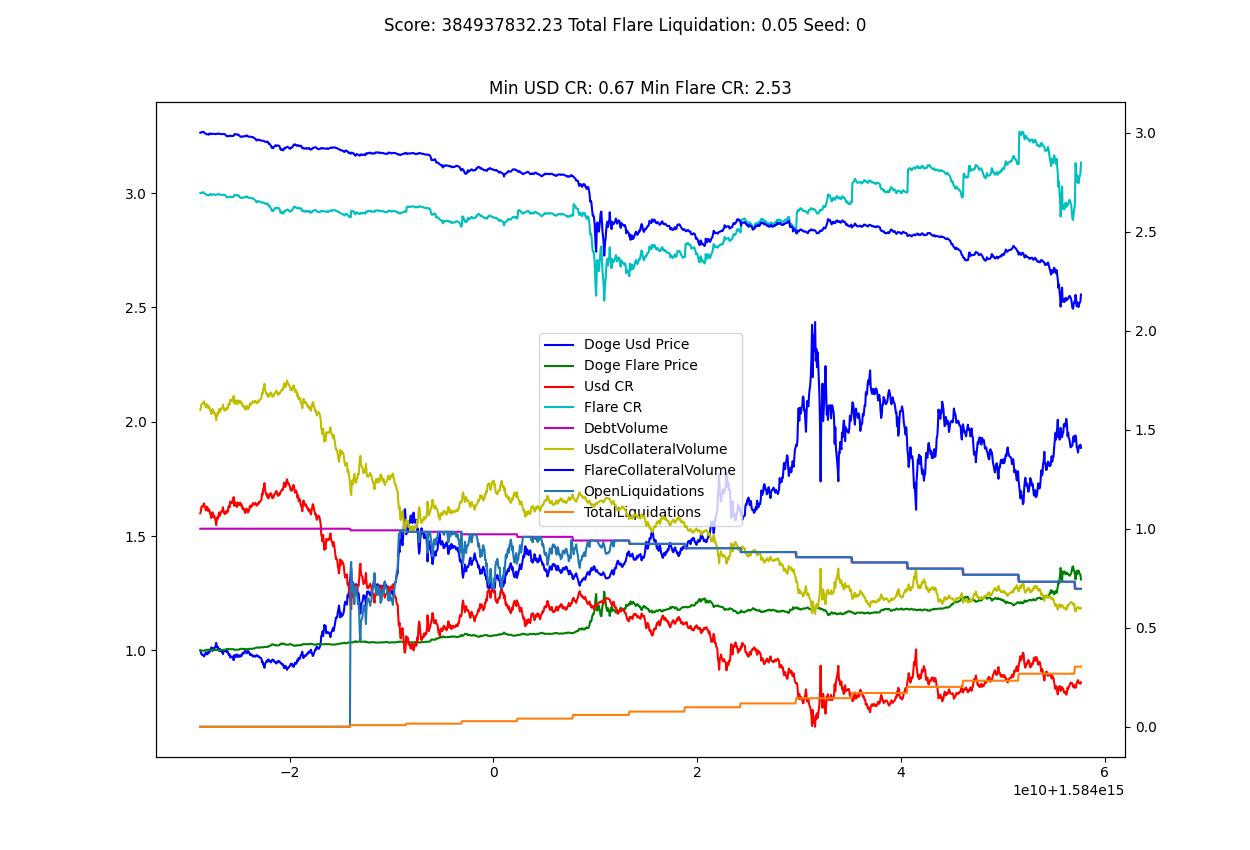 Score: 384937832.23 Total Flare Liquidation: 0.05 Seed: 0
Min USD CR: 0.67 Min Flare CR: 2.53
3.0
2.5
2.0
1.5
1.0
3.0
2.5
2.0
1.5
1.0
0.5
0.0
Doge Usd Price
Doge Flare Price
Usd CR
Flare CR
DebtVolume
UsdCollateralVolume
FlareCollateralVolume
OpenLiquidations
TotalLiquidations
−2 0 2 4 6
1e10+1.584e15